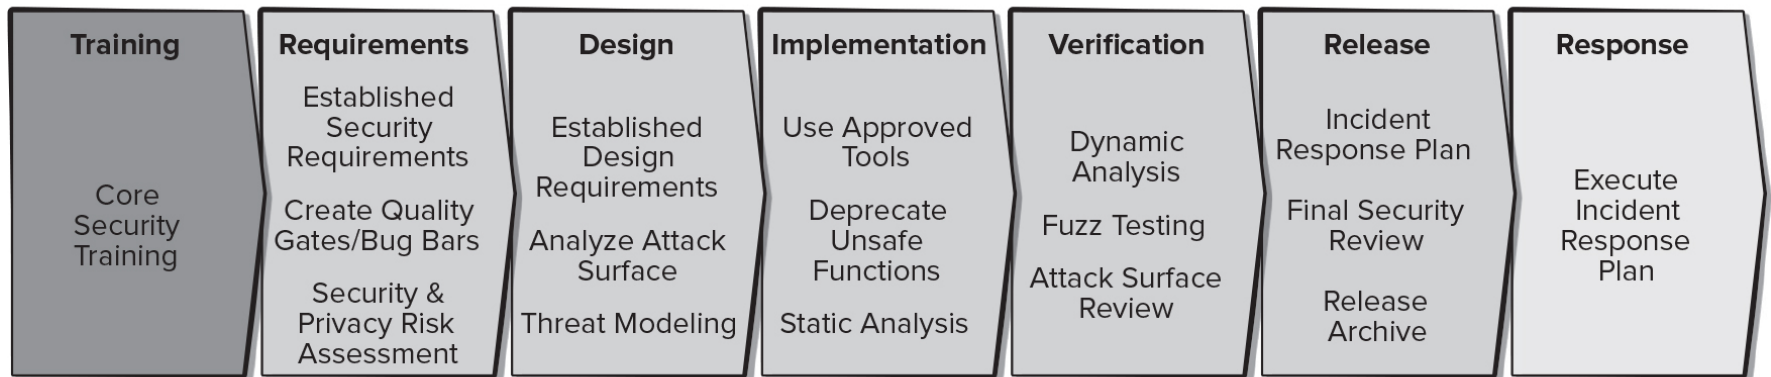 Training
Core
Security
Training
Requirements
Established
Security
Requirements
Create Quality
Gates/Bug Bars
Security &
Privacy Risk
Assessment
Design
Established
Design
Requirements
Analyze Attack
Surface
Threat Modeling
Implementation
Use Approved
Tools
Deprecate
Unsafe
Functions
Static Analysis
Verification
Dynamic
Analysis
Fuzz Testing
Attack Surface
Review
Release
Incident
Response Plan
Final Security
Review
Release
Archive
Response
Execute
Incident
Response
Plan